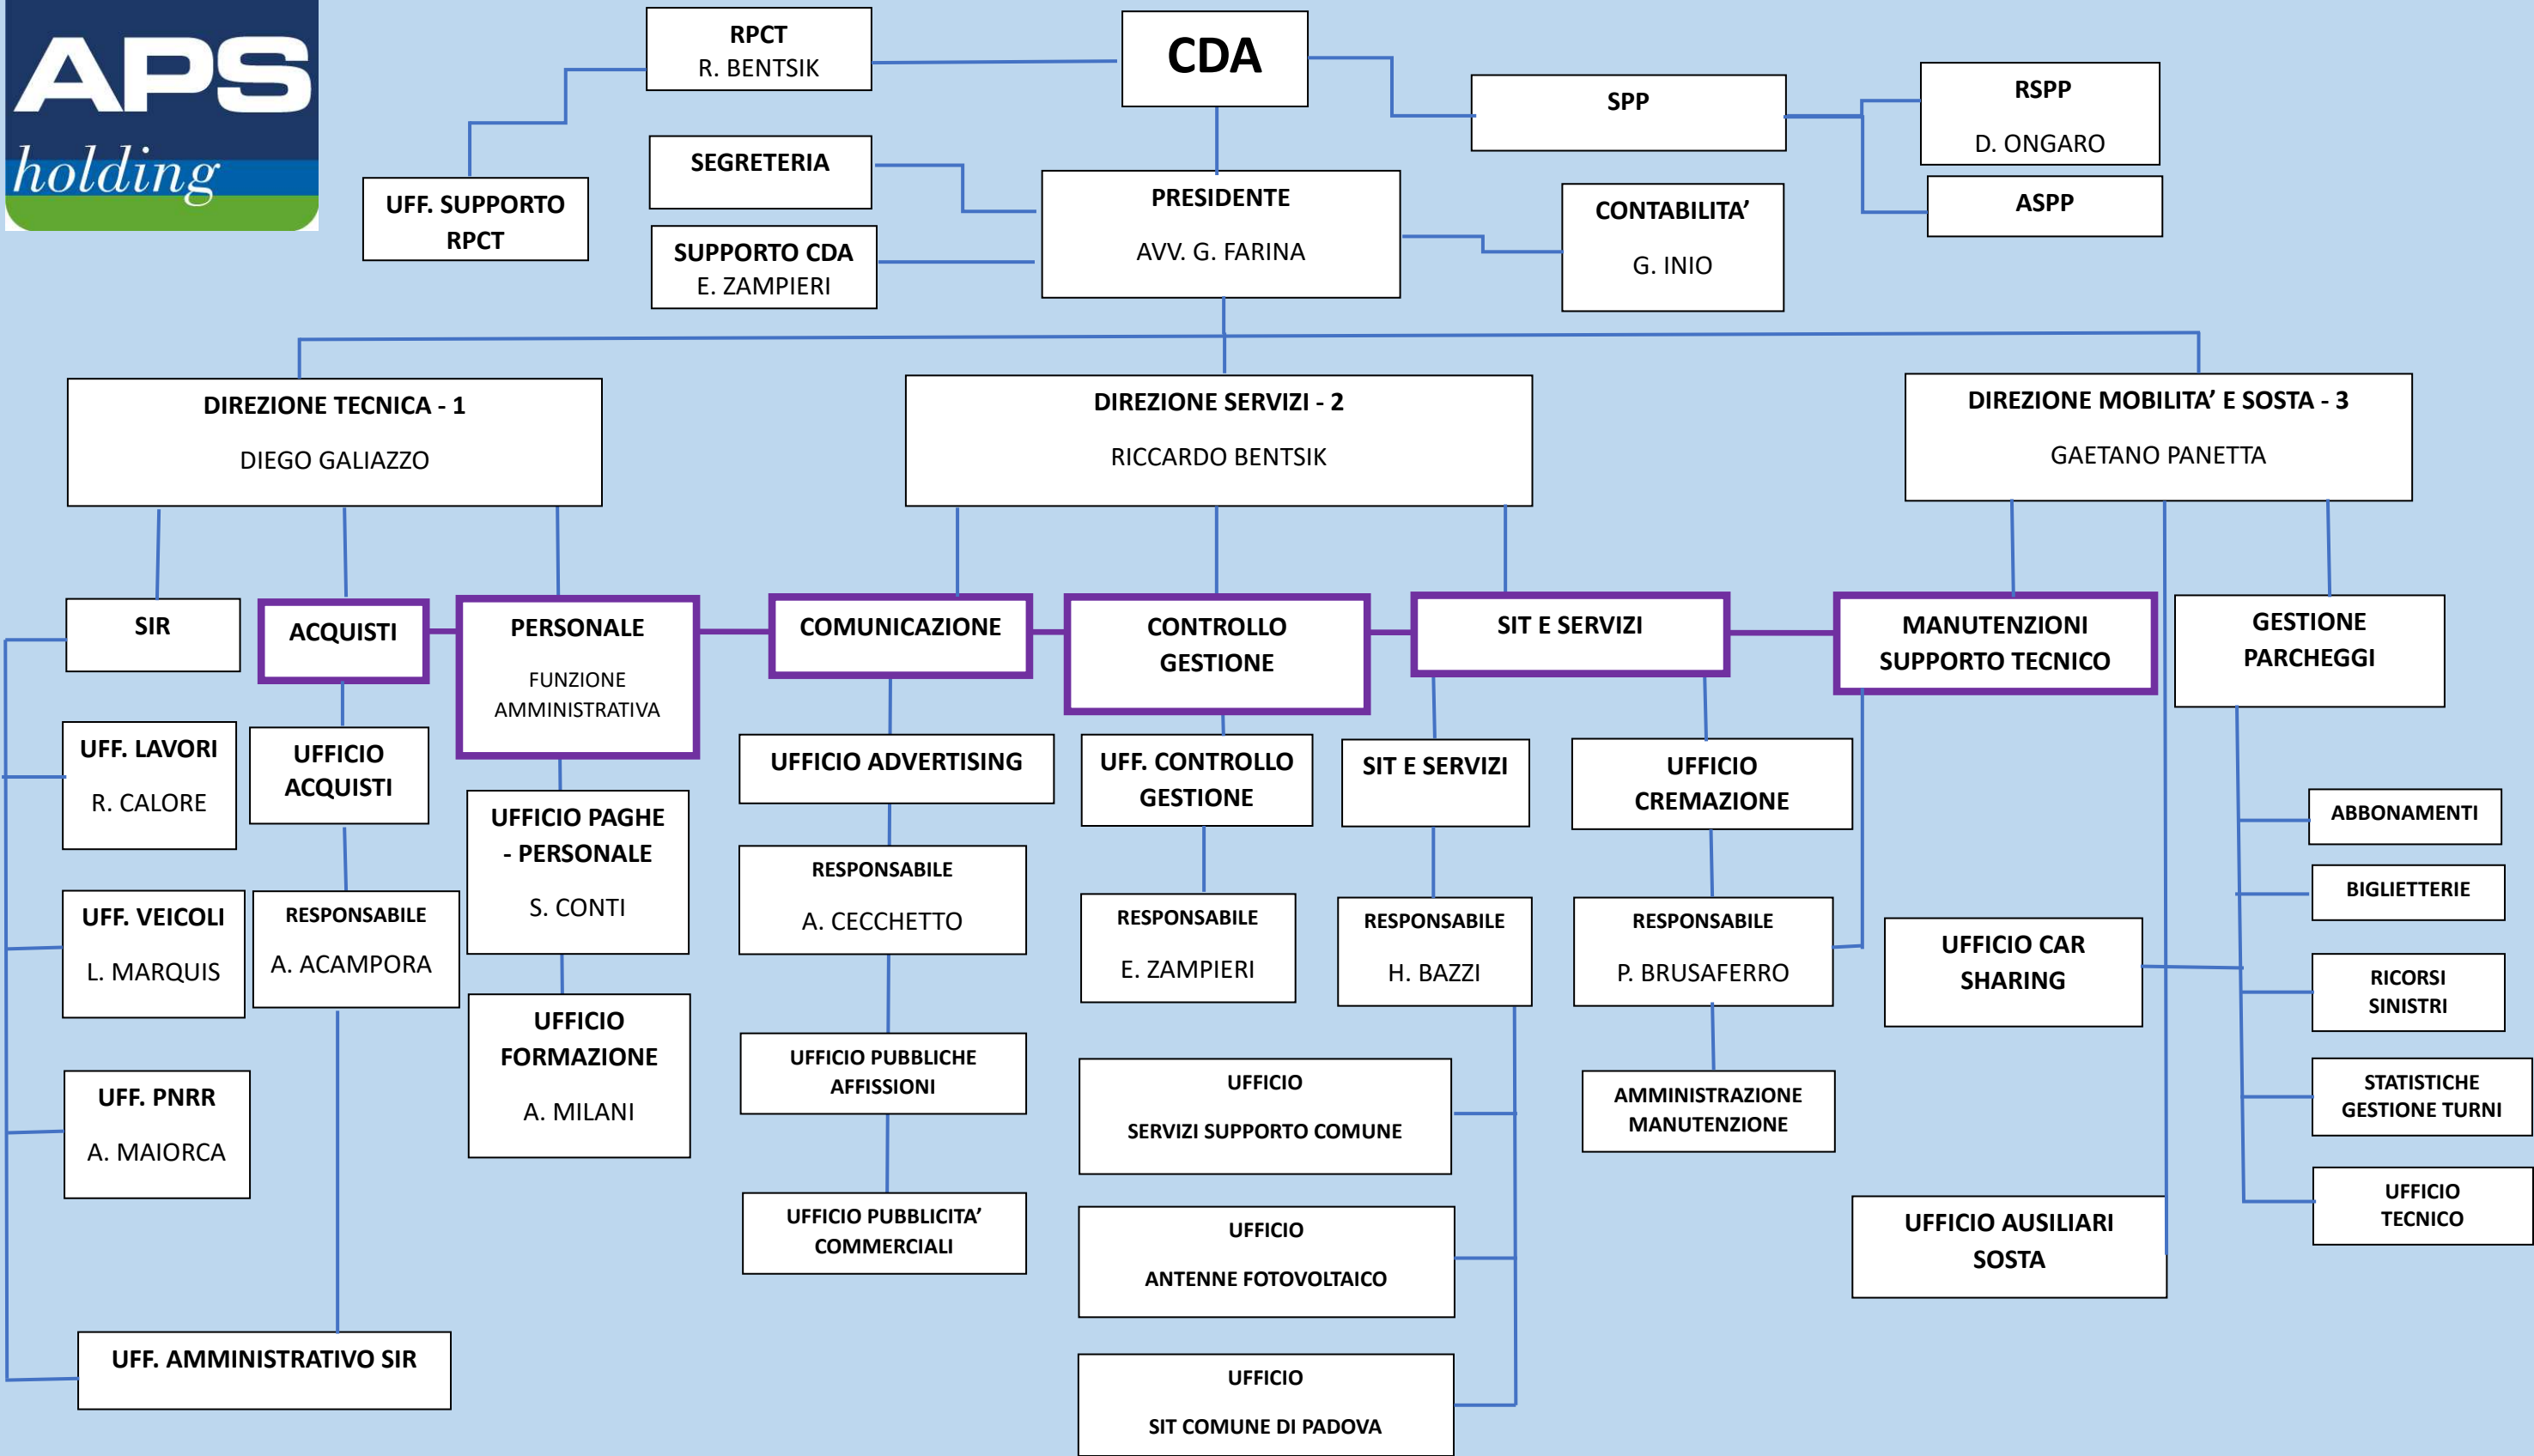 APS
holding
RPCT
R. BENTSIK
CDA
SPP
RSPP
D. ONGARO
ASPP
SEGRETERIA
UFF. SUPPORTO
RPCT
SUPPORTO CDA
E. ZAMPIERI
PRESIDENTE
AVV. G. FARINA
CONTABILITA’
G. INIO
DIREZIONE TECNICA - 1
DIEGO GALIAZZO
DIREZIONE SERVIZI - 2
RICCARDO BENTSIK
DIREZIONE MOBILITA’ E SOSTA - 3
GAETANO PANETTA
SIR
ACQUISTI
PERSONALE
FUNZIONE
AMMINISTRATIVA
COMUNICAZIONE
CONTROLLO
GESTIONE
SIT E SERVIZI
MANUTENZIONI
SUPPORTO TECNICO
GESTIONE
PARCHEGGI
UFF. LAVORI
R. CALORE
UFFICIO
ACQUISTI
UFFICIO PAGHE
- PERSONALE
S. CONTI
UFFICIO ADVERTISING
UFF. CONTROLLO
GESTIONE
SIT E SERVIZI
UFFICIO
CREMAZIONE
ABBONAMENTI
UFF. VEICOLI
L. MARQUIS
RESPONSABILE
A. ACAMPORA
RESPONSABILE
A. CECCHETTO
RESPONSABILE
E. ZAMPIERI
RESPONSABILE
H. BAZZI
RESPONSABILE
P. BRUSAFERRO
UFFICIO CAR
SHARING
BIGLIETTERIE
RICORSI
SINISTRI
UFF. PNRR
A. MAIORCA
UFFICIO
FORMAZIONE
A. MILANI
UFFICIO PUBBLICHE
AFFISSIONI
UFFICIO
SERVIZI SUPPORTO COMUNE
AMMINISTRAZIONE
MANUTENZIONE
STATISTICHE
GESTIONE TURNI
UFFICIO PUBBLICITA’
COMMERCIALI
UFFICIO
ANTENNE FOTOVOLTAICO
UFFICIO AUSILIARI
SOSTA
UFFICIO
TECNICO
UFF. AMMINISTRATIVO SIR
UFFICIO
SIT COMUNE DI PADOVA